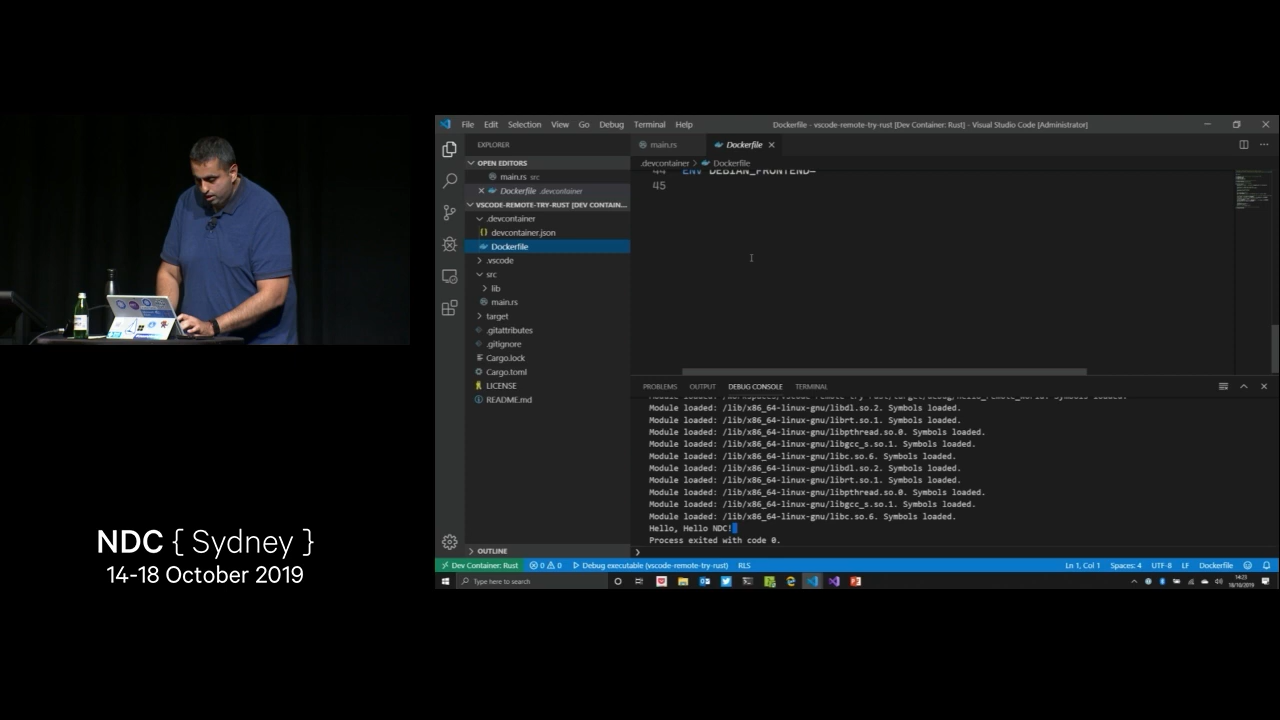 File Edit Selection View Go Debug Terminal Help
Dockerfile - vscode-remote-try-rust [Dev Container: Rust] - Visual Studio Code [Administrator]
EXPLORER
OPEN EDITORS
main.rs src
Dockerfile .devcontainer
VSCODE-REMOTE-TRY-RUST [DEV CONTAIN...
.devcontainer
devcontainer.json
Dockerfile
.vscode
src
lib
main.rs
target
.gitattributes
.gitignore
Cargo.lock
Cargo.toml
LICENSE
README.md
OUTLINE
main.rs
Dockerfile
.devcontainer > Dockerfile
44 ENV DEBIAN_FRONTEND=
45
PROBLEMS OUTPUT DEBUG CONSOLE TERMINAL
Module loaded: /lib/x86_64-linux-gnu/libdl.so.2. Symbols loaded.
Module loaded: /lib/x86_64-linux-gnu/librt.so.1. Symbols loaded.
Module loaded: /lib/x86_64-linux-gnu/libpthread.so.0. Symbols loaded.
Module loaded: /lib/x86_64-linux-gnu/libgcc_s.so.1. Symbols loaded.
Module loaded: /lib/x86_64-linux-gnu/libc.so.6. Symbols loaded.
Module loaded: /lib/x86_64-linux-gnu/libdl.so.2. Symbols loaded.
Module loaded: /lib/x86_64-linux-gnu/librt.so.1. Symbols loaded.
Module loaded: /lib/x86_64-linux-gnu/libpthread.so.0. Symbols loaded.
Module loaded: /lib/x86_64-linux-gnu/libgcc_s.so.1. Symbols loaded.
Module loaded: /lib/x86_64-linux-gnu/libc.so.6. Symbols loaded.
Hello, Hello NDC!
Process exited with code 0.
Dev Container: Rust 0 0 Debug executable (vscode-remote-try-rust) RLS
Ln 1, Col 1 Spaces: 4 UTF-8 LF Dockerfile
Type here to search
14:23
18/10/2019
NDC { Sydney }
14-18 October 2019